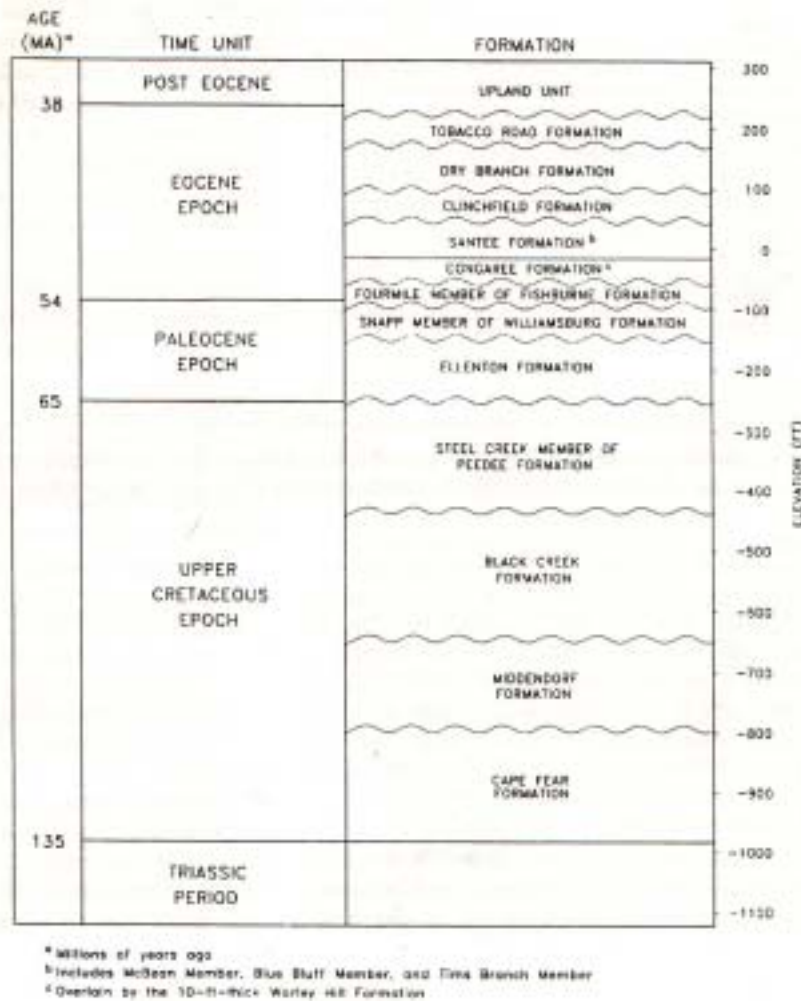 AGE
(MA)ᵃ TIME UNIT FORMATION
POST EOCENE
38
EOCENE
EPOCH
54
PALEOCENE
EPOCH
65
UPPER
CRETACEOUS
EPOCH
135
TRIASSIC
PERIOD
UPLAND UNIT
TOBACCO ROAD FORMATION
DRY BRANCH FORMATION
CLINCHFIELD FORMATION
SANTEE FORMATION ᵇ
CONGAREE FORMATION ᶜ
FOURMILE MEMBER OF FISHBURNE FORMATION
SNAPP MEMBER OF WILLIAMSBURG FORMATION
ELLENTON FORMATION
STEEL CREEK MEMBER OF
PEEDEE FORMATION
BLACK CREEK
FORMATION
MIDDENDORF
FORMATION
CAPE FEAR
FORMATION
300
200
100
0
-100
-200
-300
-400
-500
-600
-700
-800
-900
-1000
ELEVATION (FT)
ᵃ Millions of years ago
ᵇ Includes McBean Member, Blue Bluff Member, and Tims Branch Member
ᶜ Overlain by the 10-ft-thick Warley Hill Formation